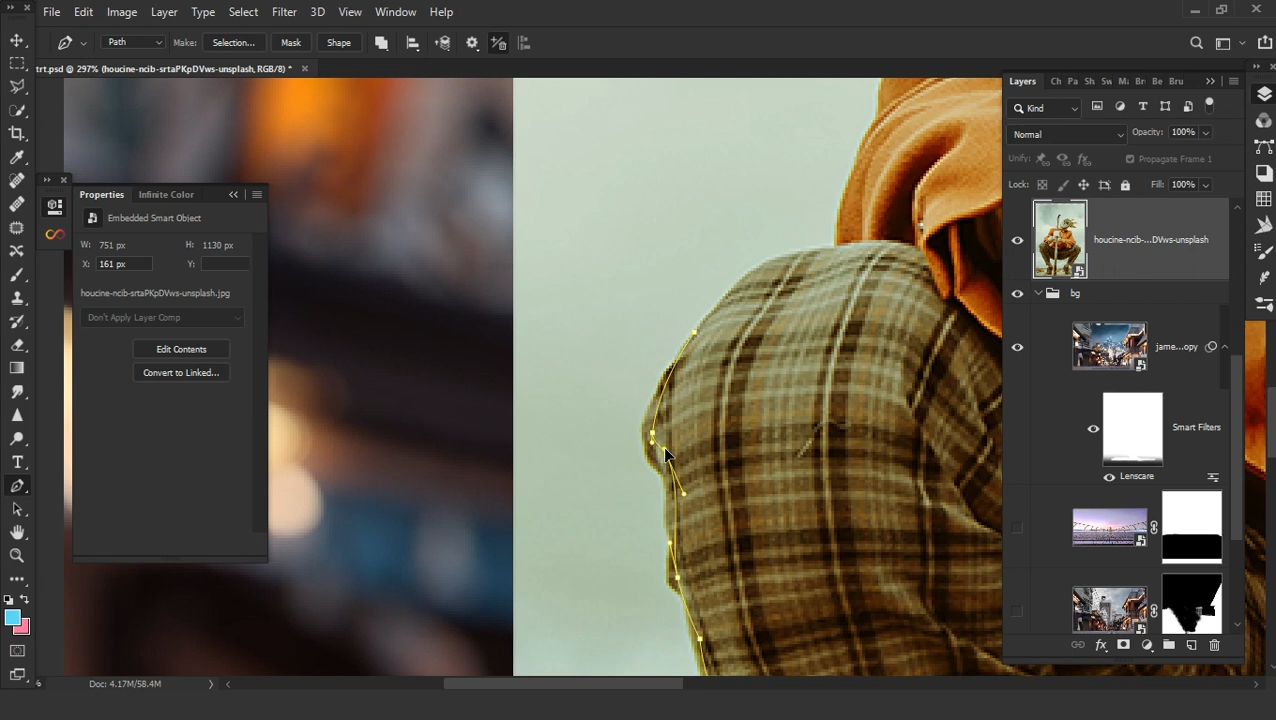 File Edit Image Layer Type Select Filter 3D View Window Help
Path Make: Selection... Mask Shape
trt.psd @ 297% (houcine-ncib-srtaPKpDVws-unsplash, RGB/8) *
Layers Ch Pa Sh Sw Br Be Bru
Kind
Normal Opacity: 100%
Unify: Propagate Frame 1
Lock: Fill: 100%
Properties Infinite Color
Embedded Smart Object
W: 751 px H: 1130 px
X: 161 px Y:
houcine-ncib-srtaPKpDVws-unsplash.jpg
Don't Apply Layer Comp
Edit Contents
Convert to Linked...
houcine-ncib-...DVws-unsplash
bg
jame...opy
Smart Filters
Lenscare
fx
% Doc: 4.17M/58.4M